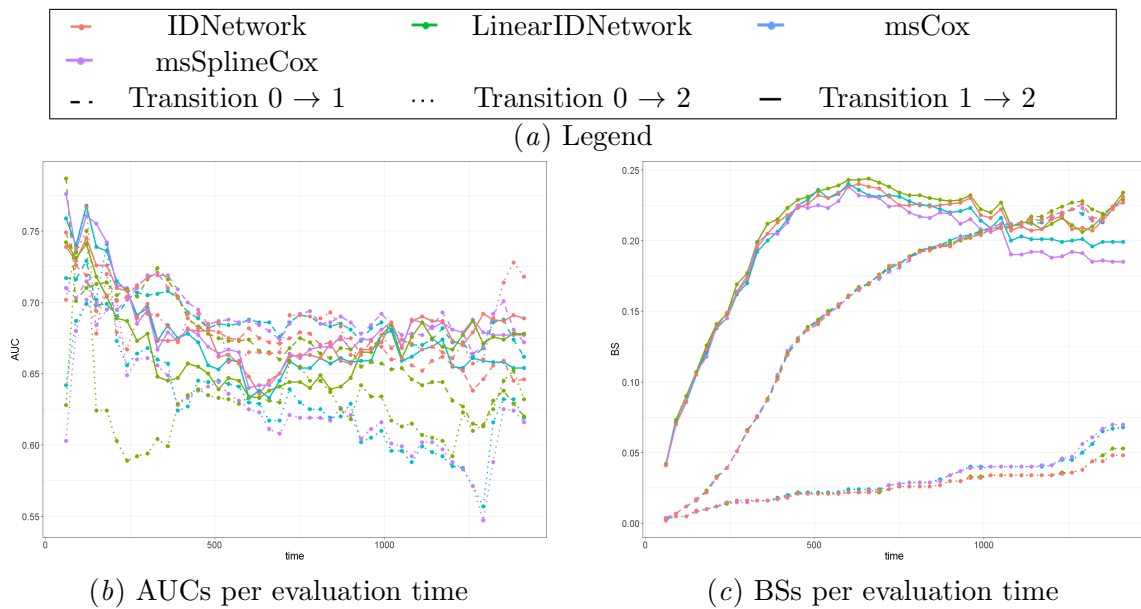 IDNetwork LinearIDNetwork msCox
msSplineCox
Transition 0 → 1 Transition 0 → 2 Transition 1 → 2
(a) Legend
0.75
0.70
0.65
0.60
0.55
AUC
0 500 1000
time
0.25
0.20
0.15
0.10
0.05
0.00
BS
0 500 1000
time
(b) AUCs per evaluation time
(c) BSs per evaluation time